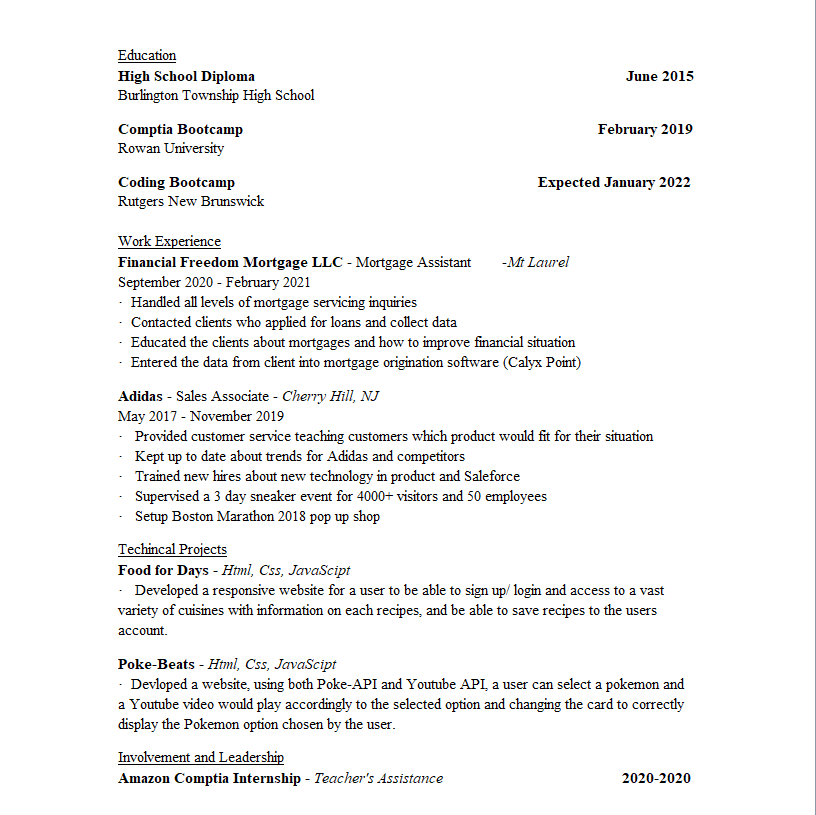 Education
High School Diploma June 2015
Burlington Township High School
Comptia Bootcamp February 2019
Rowan University
Coding Bootcamp Expected January 2022
Rutgers New Brunswick
Work Experience
Financial Freedom Mortgage LLC - Mortgage Assistant -Mt Laurel
September 2020 - February 2021
· Handled all levels of mortgage servicing inquiries
· Contacted clients who applied for loans and collect data
· Educated the clients about mortgages and how to improve financial situation
· Entered the data from client into mortgage origination software (Calyx Point)
Adidas - Sales Associate - Cherry Hill, NJ
May 2017 - November 2019
· Provided customer service teaching customers which product would fit for their situation
· Kept up to date about trends for Adidas and competitors
· Trained new hires about new technology in product and Saleforce
· Supervised a 3 day sneaker event for 4000+ visitors and 50 employees
· Setup Boston Marathon 2018 pop up shop
Techincal Projects
Food for Days - Html, Css, JavaScipt
· Developed a responsive website for a user to be able to sign up/ login and access to a vast
variety of cuisines with information on each recipes, and be able to save recipes to the users
account.
Poke-Beats - Html, Css, JavaScipt
· Devloped a website, using both Poke-API and Youtube API, a user can select a pokemon and
a Youtube video would play accordingly to the selected option and changing the card to correctly
display the Pokemon option chosen by the user.
Involvement and Leadership
Amazon Comptia Internship - Teacher's Assistance 2020-2020